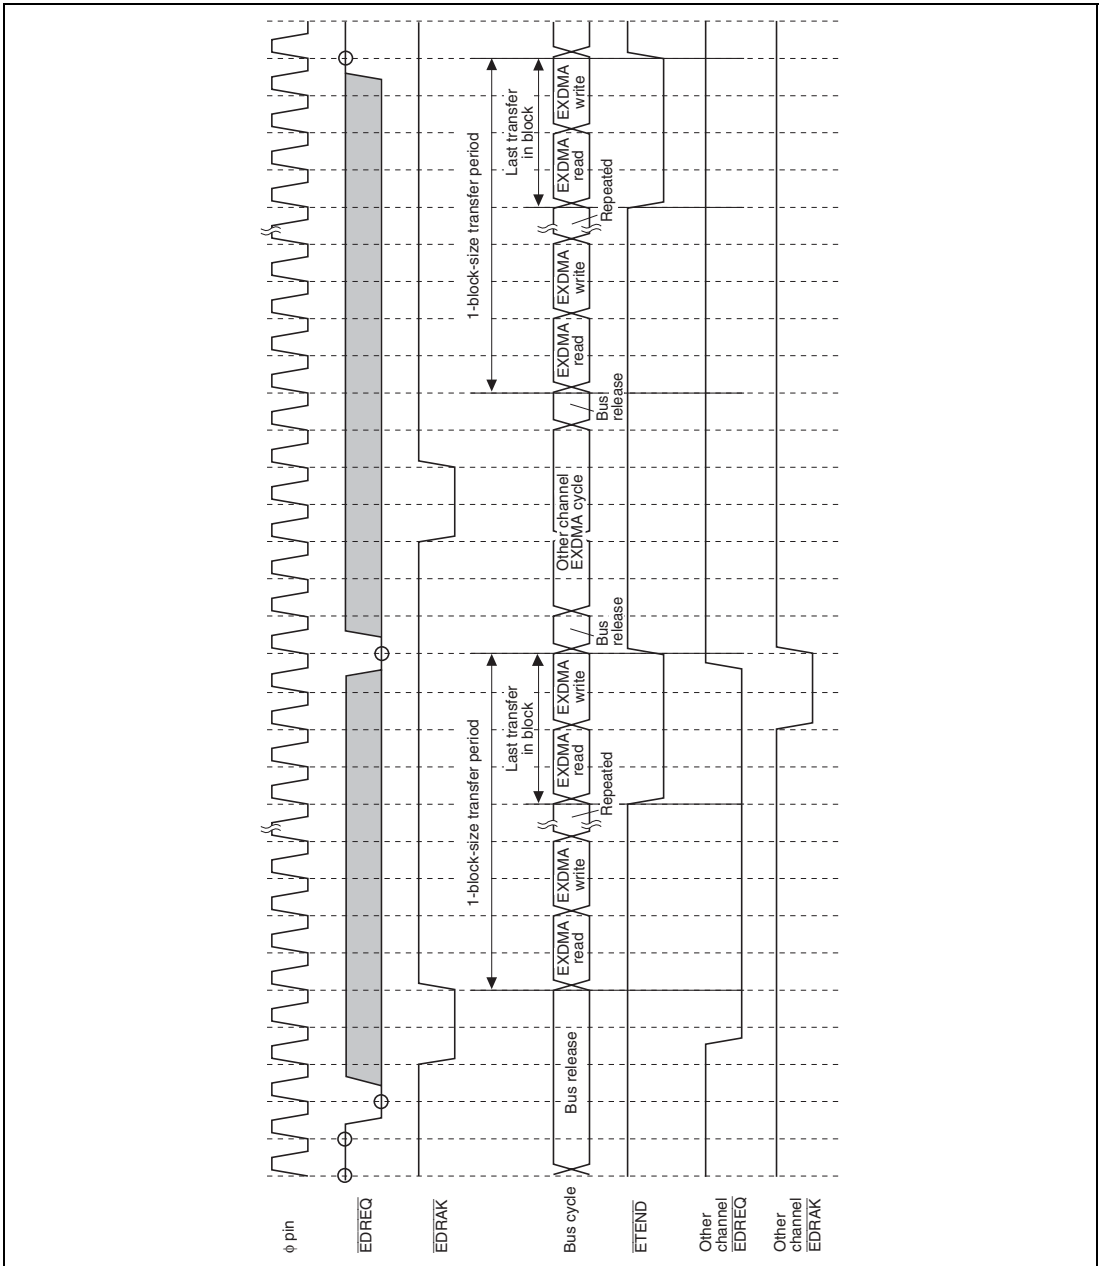 φ pin
EDREQ
EDRAK
1-block-size transfer period
Last transfer
in block
1-block-size transfer period
Last transfer
in block
Bus cycle
Bus release
EXDMA
read
EXDMA
write
Repeated
EXDMA
read
EXDMA
write
Bus
release
Other channel
EXDMA cycle
Bus
release
EXDMA
read
EXDMA
write
Repeated
EXDMA
read
EXDMA
write
ETEND
Other
channel
EDREQ
Other
channel
EDRAK